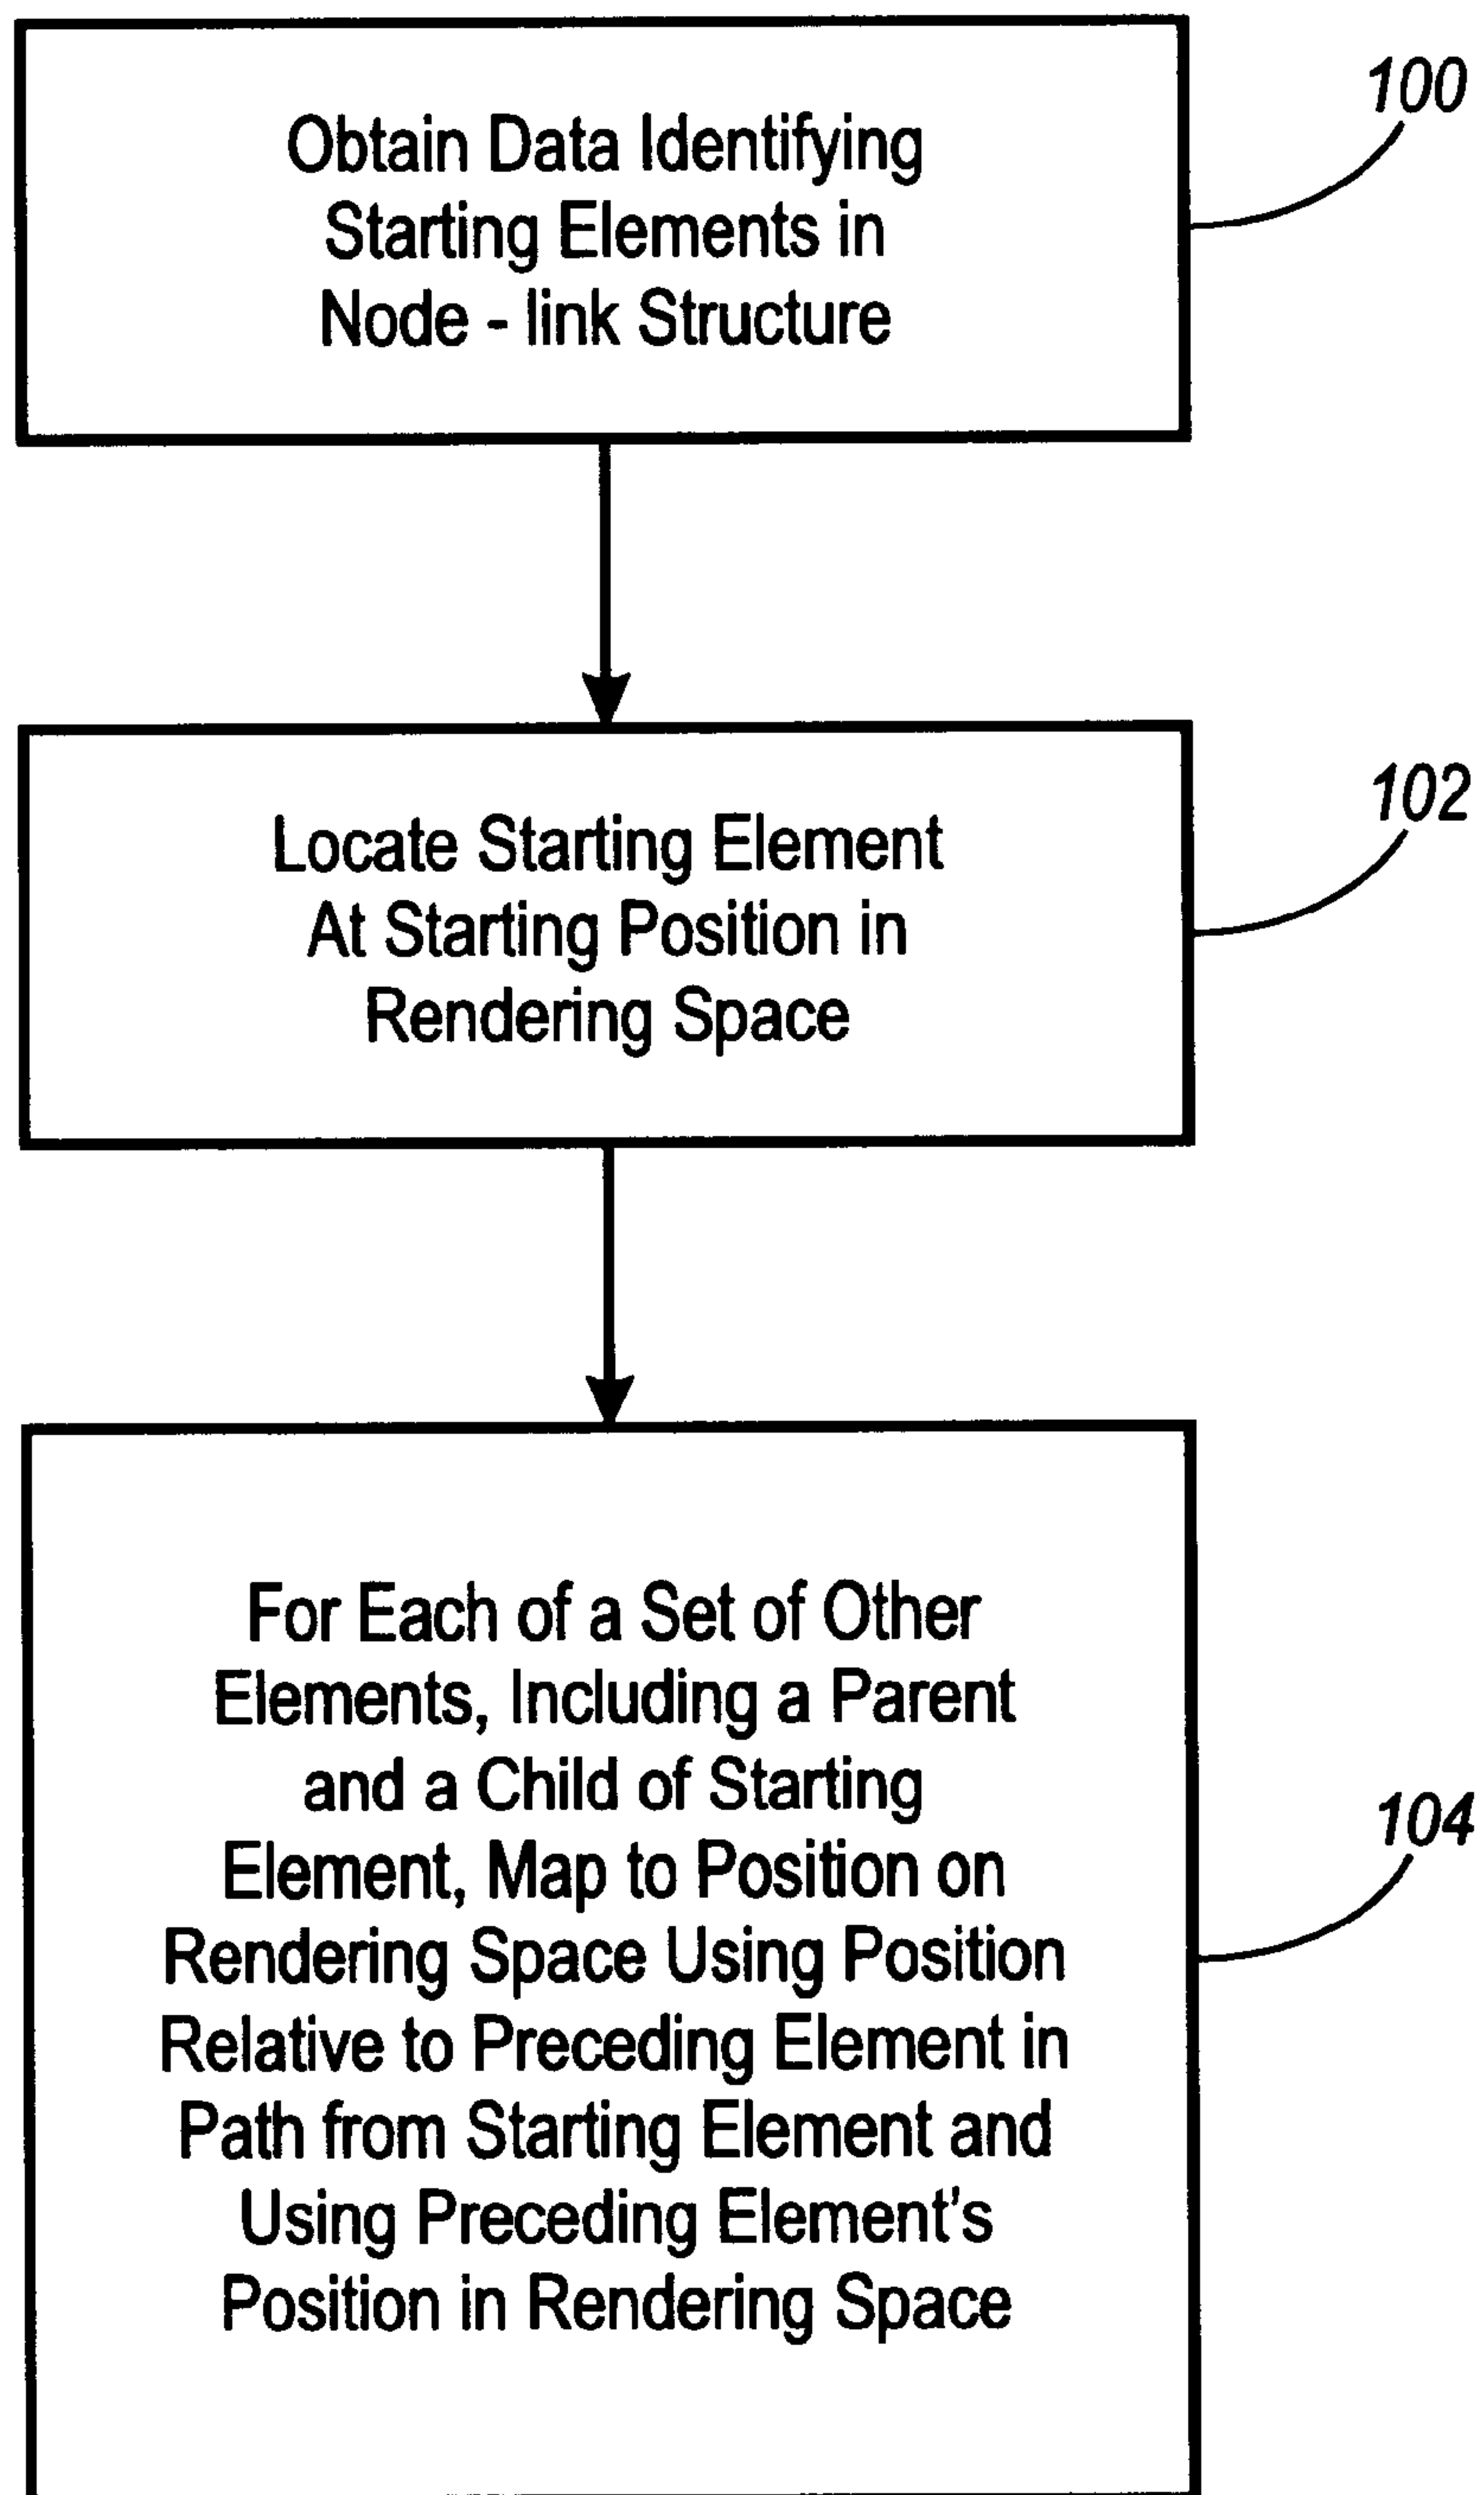 100
Obtain Data Identifying
Starting Elements in
Node - link Structure
102
Locate Starting Element
At Starting Position in
Rendering Space
For Each of a Set of Other
Elements, Including a Parent
and a Child of Starting
Element, Map to Position on
Rendering Space Using Position
Relative to Preceding Element in
Path from Starting Element and
Using Preceding Element's
Position in Rendering Space
104